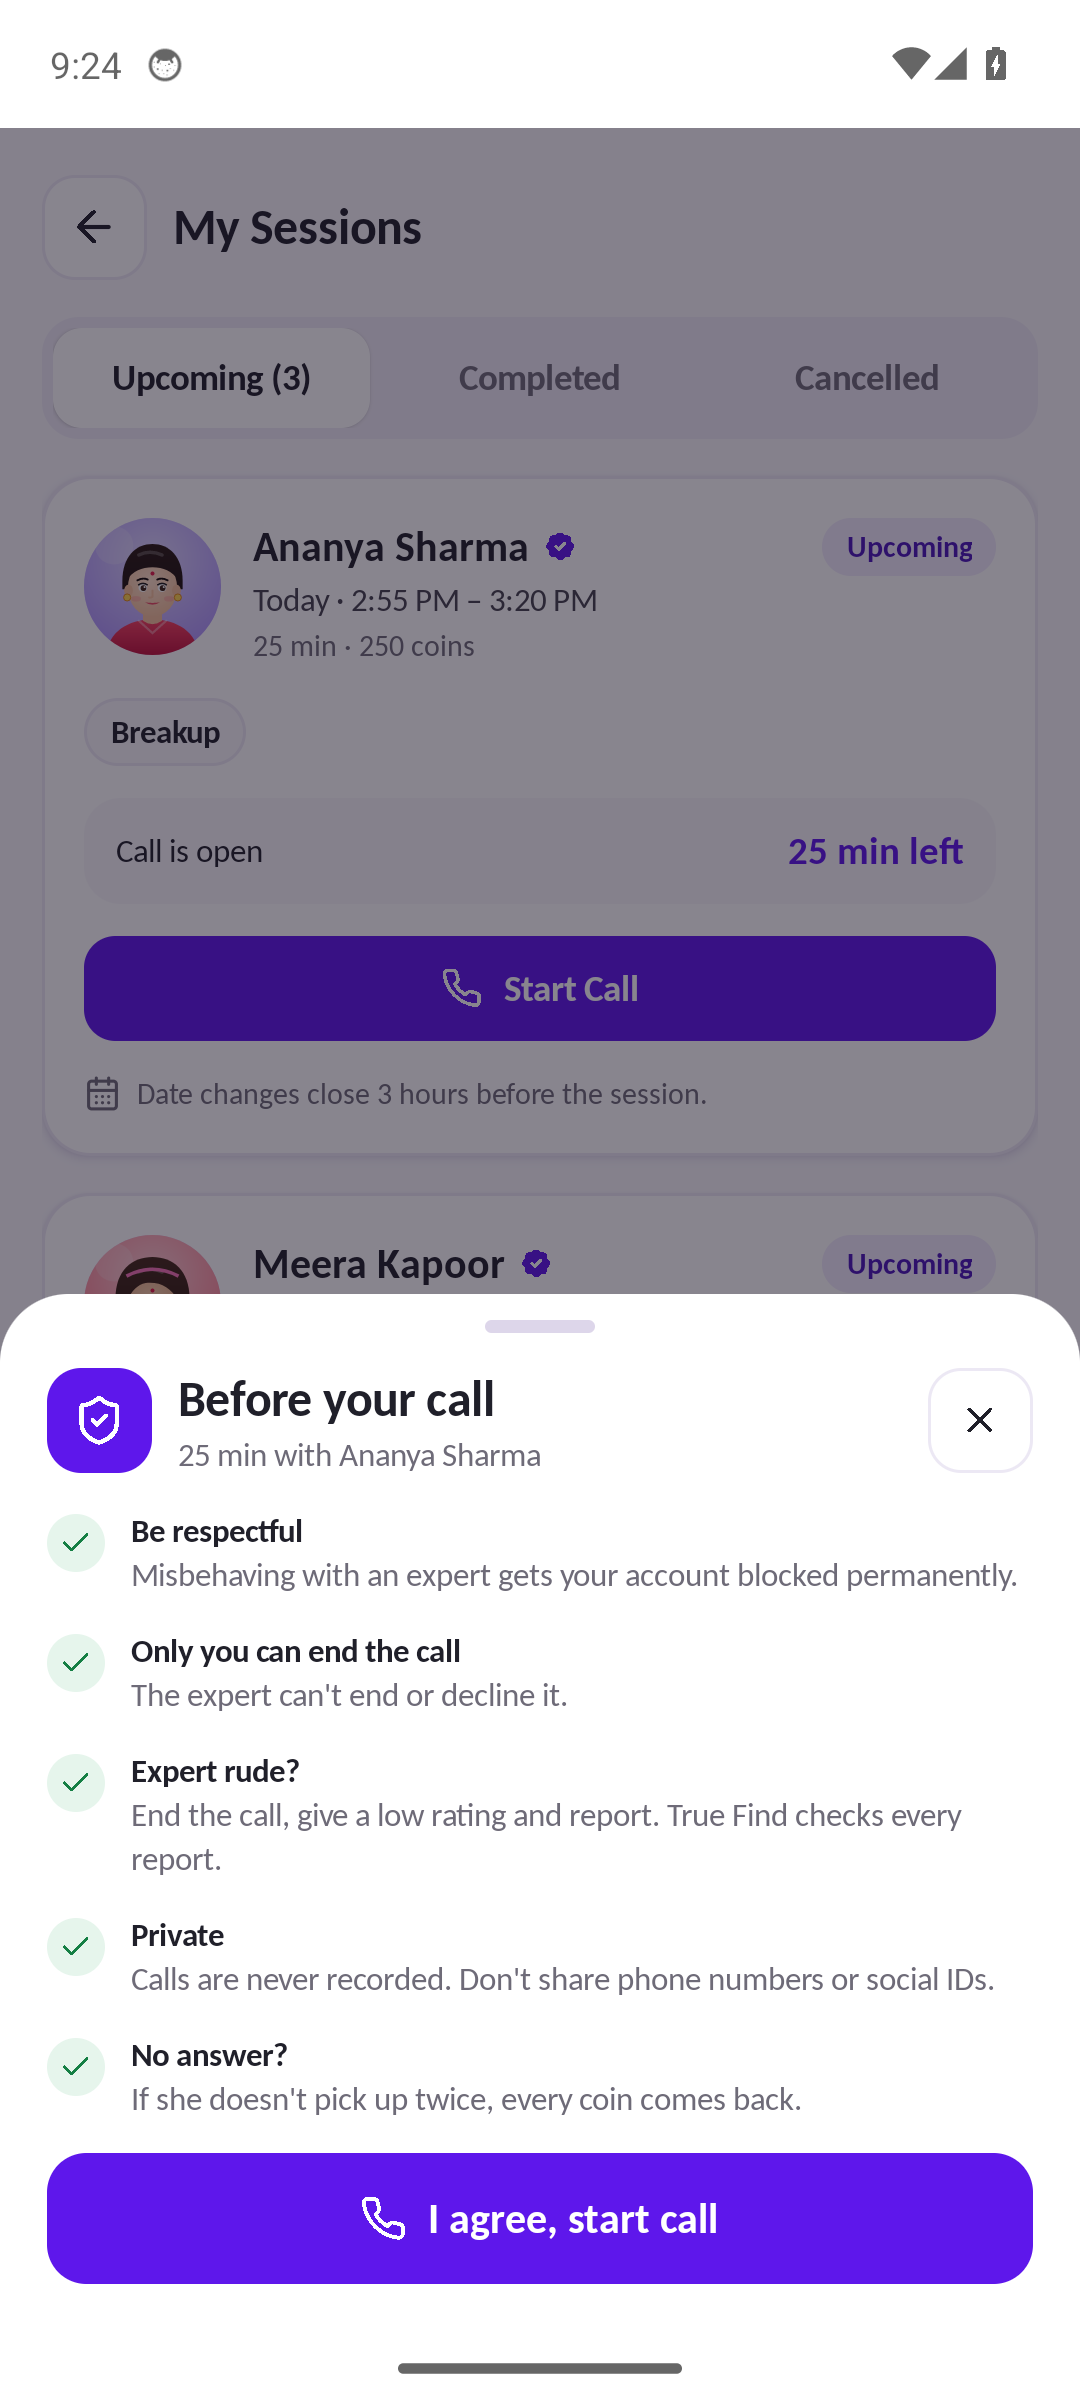 9:24
My Sessions
Upcoming (3)
Completed
Cancelled
Ananya Sharma
Upcoming
Today · 2:55 PM – 3:20 PM
25 min · 250 coins
Breakup
Call is open
25 min left
Start Call
Date changes close 3 hours before the session.
Meera Kapoor
Upcoming
Before your call
25 min with Ananya Sharma
Be respectful
Misbehaving with an expert gets your account blocked permanently.
Only you can end the call
The expert can't end or decline it.
Expert rude?
End the call, give a low rating and report. True Find checks every
report.
Private
Calls are never recorded. Don't share phone numbers or social IDs.
No answer?
If she doesn't pick up twice, every coin comes back.
I agree, start call